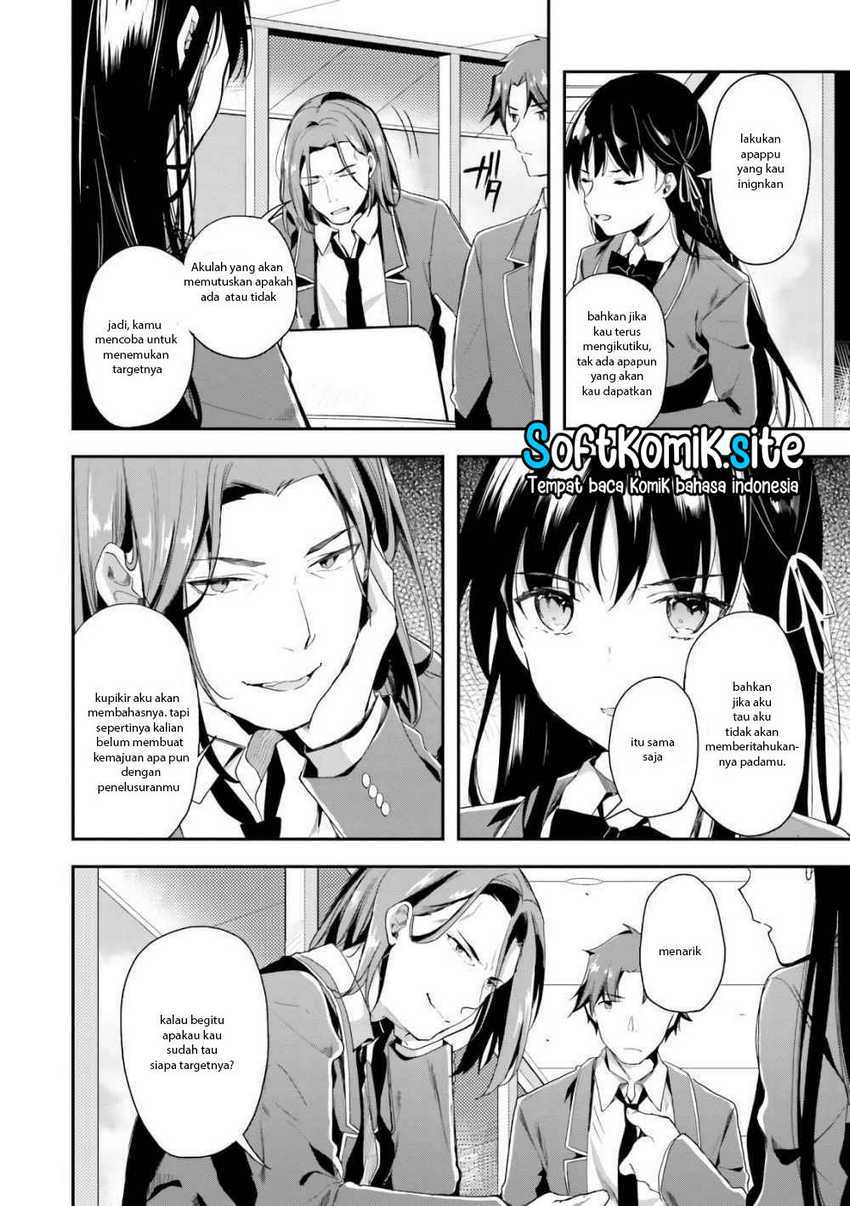 lakukan
apappu
yang kau
inignkan
bahkan jika
kau terus
mengikutiku,
tak ada apapun
yang akan
kau dapatkan
ガタ
Akulah yang akan
memutuskan apakah
ada atau tidak
jadi, kamu
mencoba untuk
menemukan
targetnya
SoftKomik.site
Tempat baca Komik bahasa indonesia
bahkan
jika aku
tau aku
tidak akan
memberitahukan-
nya padamu.
itu sama
saja
kupikir aku akan
membahasnya. tapi
sepertinya kalian
belum membuat
kemajuan apa pun
dengan
penelusuranmu
menarik
kalau begitu
apakau kau
sudah tau
siapa targetnya?